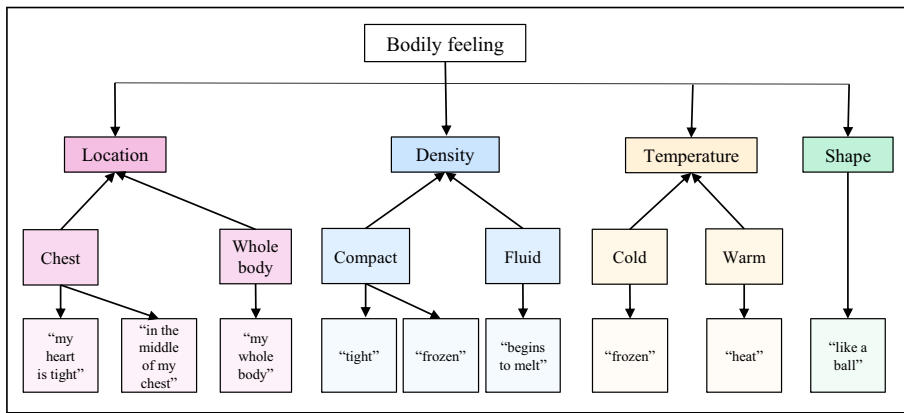 Bodily feeling
Location
Density
Temperature
Shape
Chest
Whole
body
Compact
Fluid
Cold
Warm
“my
heart
is tight”
“in the
middle
of my
chest”
“my
whole
body”
“tight”
“frozen”
“begins
to melt”
“frozen”
“heat”
“like a
ball”